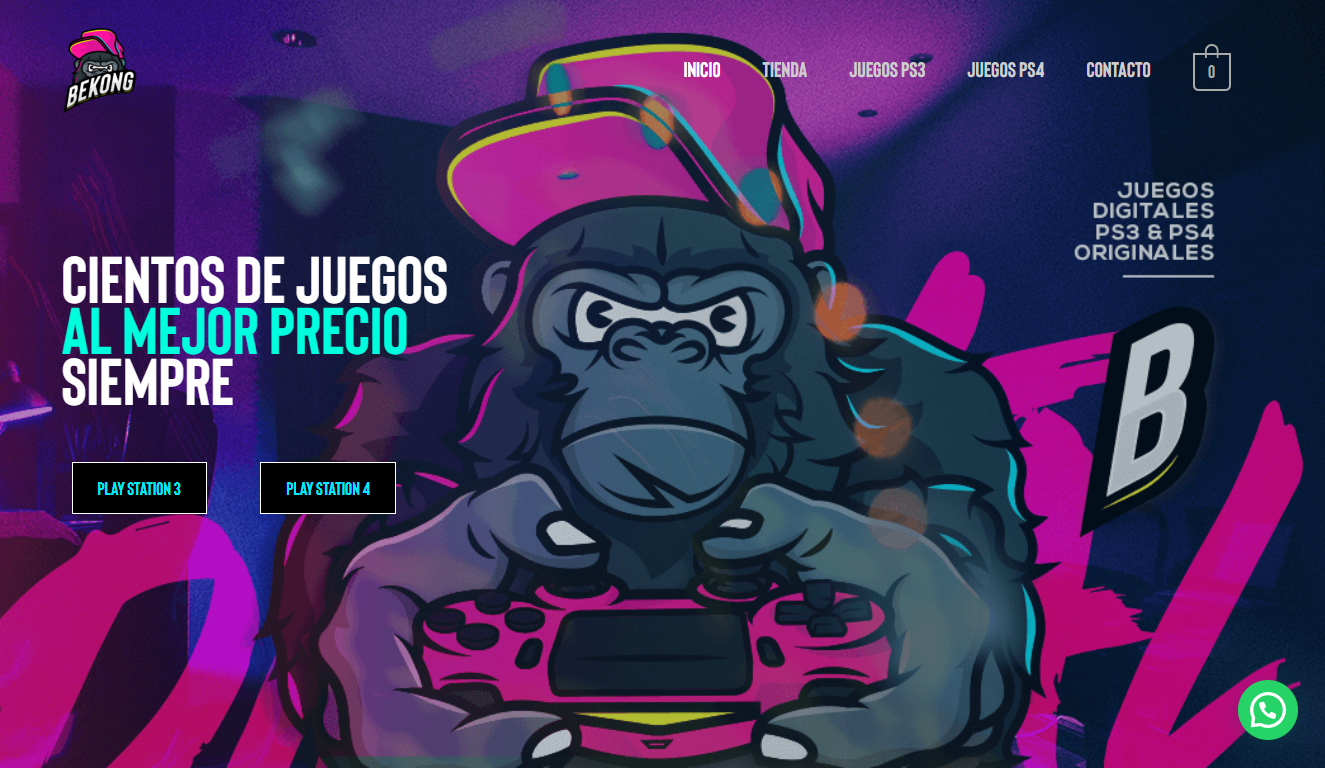 BEKONG
INICIO TIENDA JUEGOS PS3 JUEGOS PS4 CONTACTO 0
JUEGOS
DIGITALES
PS3 & PS4
ORIGINALES
CIENTOS DE JUEGOS
AL MEJOR PRECIO
SIEMPRE
B
PLAY STATION 3 PLAY STATION 4